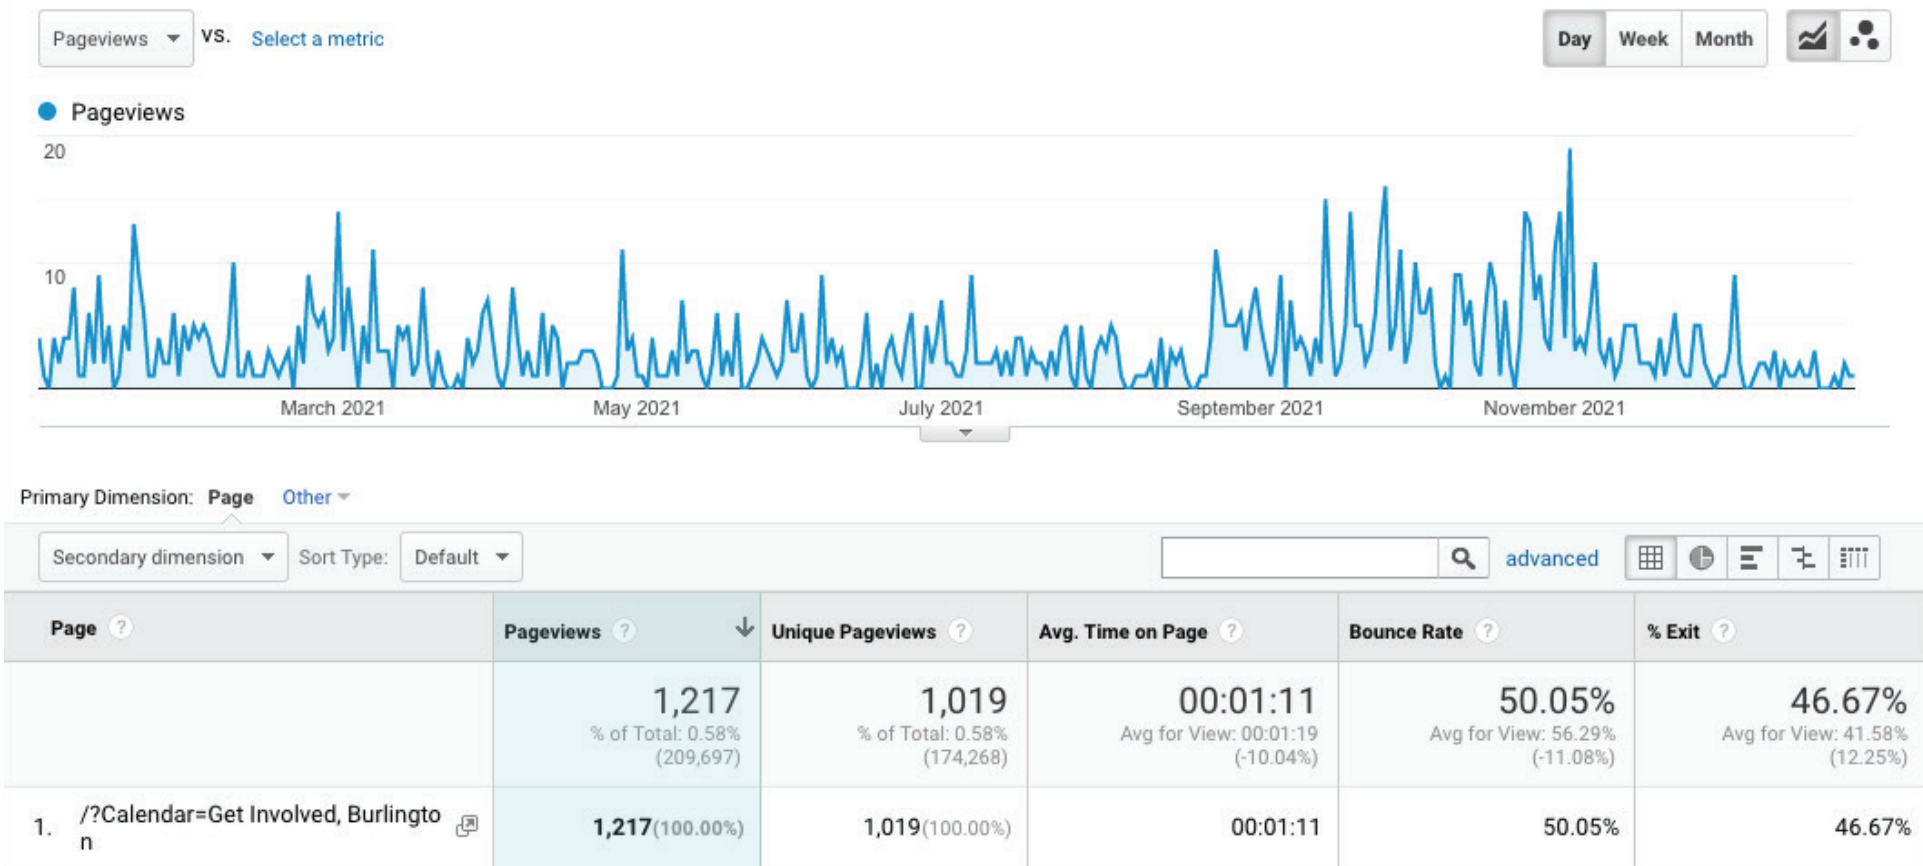 Pageviews VS. Select a metric Day Week Month
Pageviews
20
10
March 2021 May 2021 July 2021 September 2021 November 2021
Primary Dimension: Page Other
Secondary dimension Sort Type: Default advanced
Page ? Pageviews ? Unique Pageviews ? Avg. Time on Page ? Bounce Rate ? % Exit ?
1,217 1,019 00:01:11 50.05% 46.67%
% of Total: 0.58% % of Total: 0.58% Avg for View: 00:01:19 Avg for View: 56.29% Avg for View: 41.58%
(209,697) (174,268) (-10.04%) (-11.08%) (12.25%)
1. /?Calendar=Get Involved, Burlingto
n 1,217(100.00%) 1,019(100.00%) 00:01:11 50.05% 46.67%